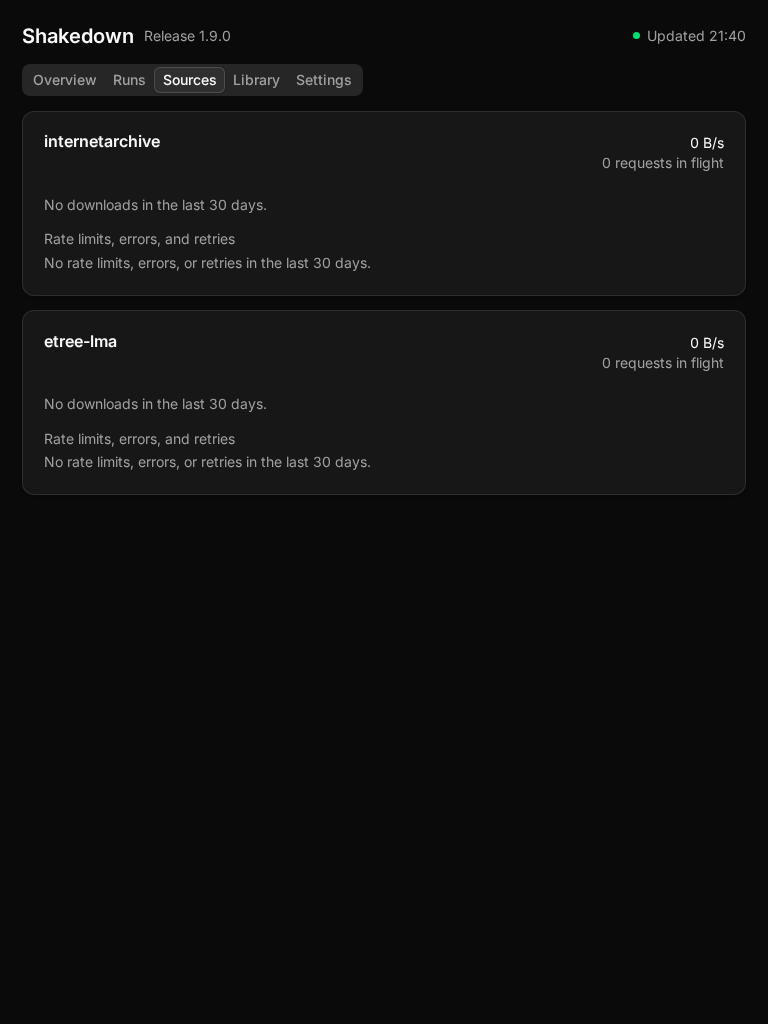 Shakedown Release 1.9.0
Updated 21:40
Overview Runs Sources Library Settings
internetarchive
0 B/s
0 requests in flight
No downloads in the last 30 days.
Rate limits, errors, and retries
No rate limits, errors, or retries in the last 30 days.
etree-lma
0 B/s
0 requests in flight
No downloads in the last 30 days.
Rate limits, errors, and retries
No rate limits, errors, or retries in the last 30 days.